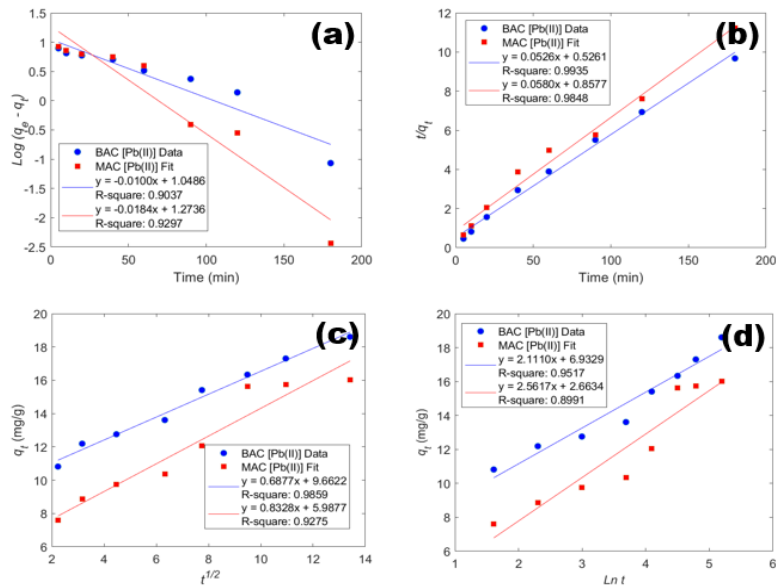 (a)
1.5
1
0.5
0
-0.5
-1
-1.5
-2
-2.5
Log (qe - qt)
BAC [Pb(II)] Data
MAC [Pb(II)] Fit
y = -0.0100x + 1.0486
R-square: 0.9037
y = -0.0184x + 1.2736
R-square: 0.9297
0 50 100 150 200
Time (min)
(b)
12
10
8
6
4
2
0
t/qt
BAC [Pb(II)] Data
MAC [Pb(II)] Fit
y = 0.0526x + 0.5261
R-square: 0.9935
y = 0.0580x + 0.8577
R-square: 0.9848
0 50 100 150 200
Time (min)
(c)
20
18
16
14
12
10
8
6
qt (mg/g)
BAC [Pb(II)] Data
MAC [Pb(II)] Fit
y = 0.6877x + 9.6622
R-square: 0.9859
y = 0.8328x + 5.9877
R-square: 0.9275
2 4 6 8 10 12 14
t1/2
(d)
20
18
16
14
12
10
8
6
qt (mg/g)
BAC [Pb(II)] Data
MAC [Pb(II)] Fit
y = 2.1110x + 6.9329
R-square: 0.9517
y = 2.5617x + 2.6634
R-square: 0.8991
1 2 3 4 5 6
Ln t